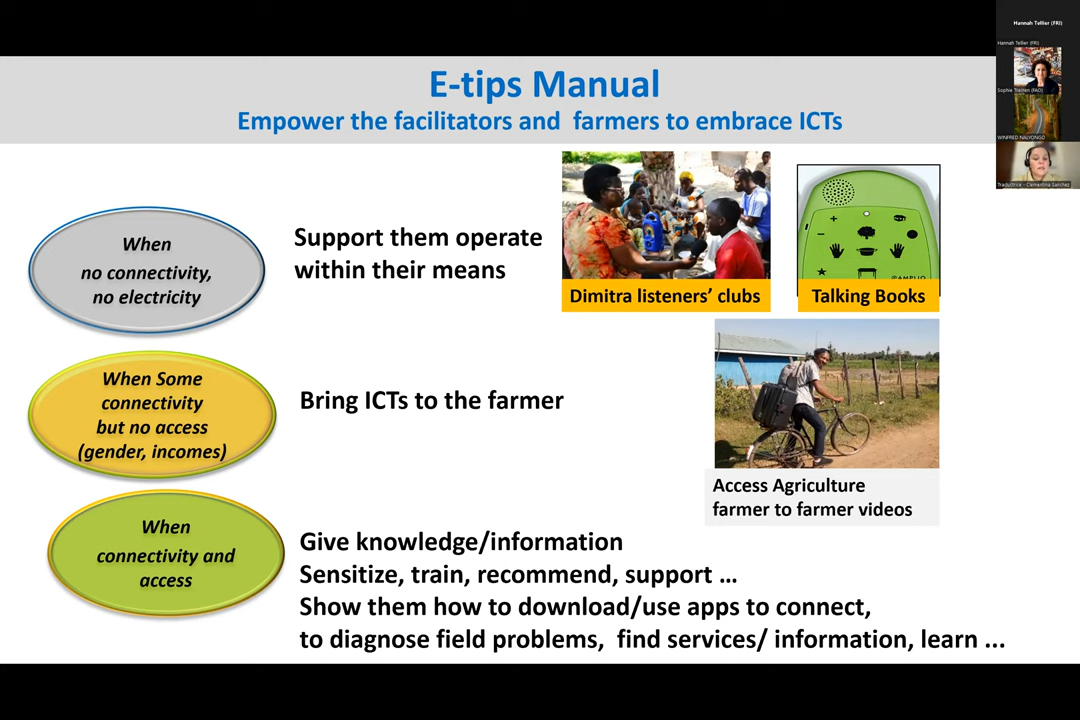 Hannah Tellier (FRI)
Hannah Tellier (FRI)
Sophie Treinen (FAO)
WINFRED NALYONGO
Traductrice - Clementina Sanchez
E-tips Manual
Empower the facilitators and farmers to embrace ICTs
When
no connectivity,
no electricity
Support them operate
within their means
Dimitra listeners' clubs
AMPLIO
Talking Books
When Some
connectivity
but no access
(gender, incomes)
Bring ICTs to the farmer
Access Agriculture
farmer to farmer videos
When
connectivity and
access
Give knowledge/information
Sensitize, train, recommend, support ...
Show them how to download/use apps to connect,
to diagnose field problems, find services/ information, learn ...